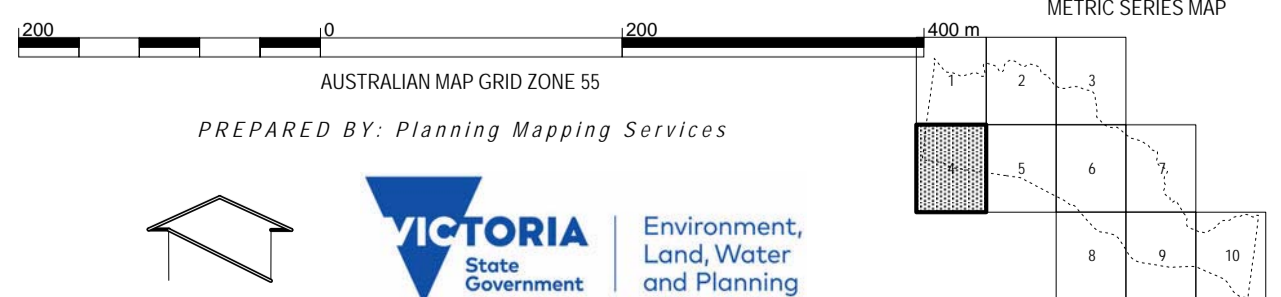 METRIC SERIES MAP
200 0 200 400 m
AUSTRALIAN MAP GRID ZONE 55
PREPARED BY: Planning Mapping Services
1 2 3
4 5 6 7
8 9 10
VICTORIA
State
Government
Environment,
Land, Water
and Planning